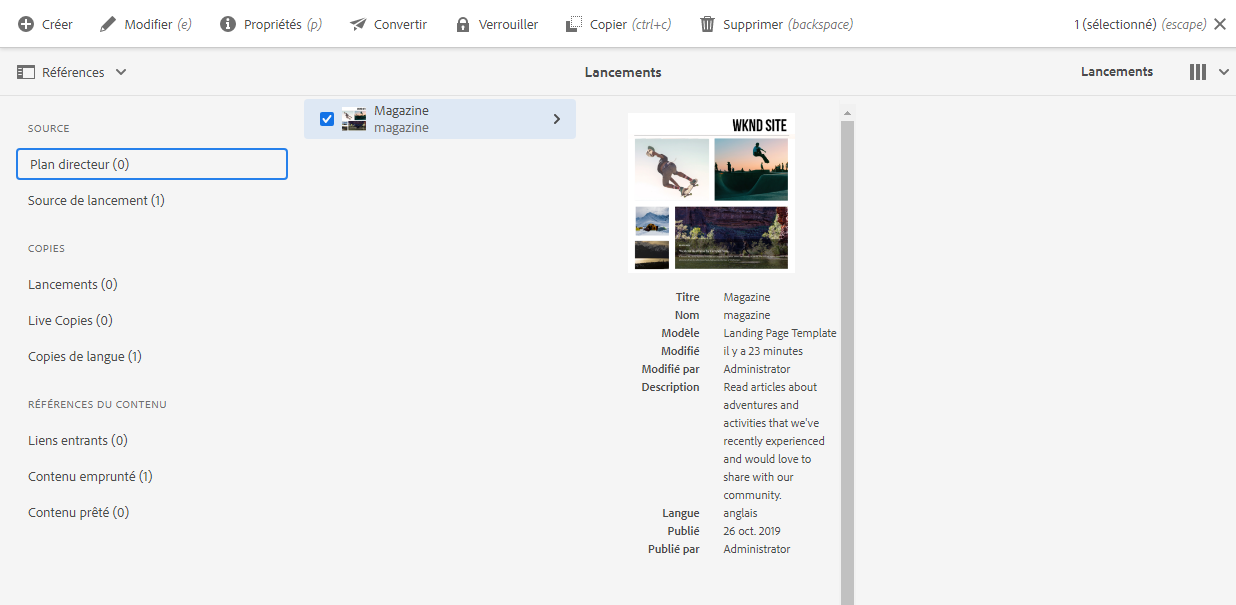 Créer Modifier (e) Propriétés (p) Convertir Verrouiller Copier (ctrl+c) Supprimer (backspace) 1 (sélectionné) (escape)
Références Lancements Lancements
SOURCE
Plan directeur (0)
Source de lancement (1)
COPIES
Lancements (0)
Live Copies (0)
Copies de langue (1)
RÉFÉRENCES DU CONTENU
Liens entrants (0)
Contenu emprunté (1)
Contenu prêté (0)
Magazine
magazine
WKND SITE
Titre Magazine
Nom magazine
Modèle Landing Page Template
Modifié il y a 23 minutes
Modifié par Administrator
Description Read articles about
adventures and
activities that we've
recently experienced
and would love to
share with our
community.
Langue anglais
Publié 26 oct. 2019
Publié par Administrator